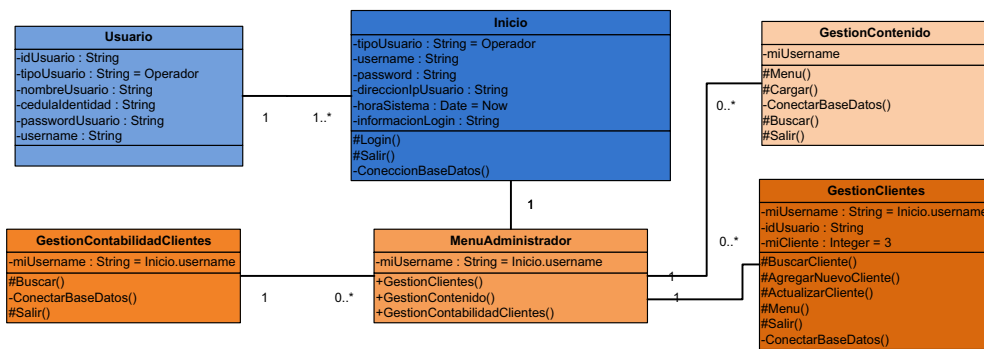 Usuario
-idUsuario : String
-tipoUsuario : String = Operador
-nombreUsuario : String
-cedulaIdentidad : String
-passwordUsuario : String
-username : String
1
1..*
Inicio
-tipoUsuario : String = Operador
-username : String
-password : String
-direccionIpUsuario : String
-horaSistema : Date = Now
-informacionLogin : String
#Login()
#Salir()
-ConeccionBaseDatos()
1
GestionContenido
-miUsername
#Menu()
#Cargar()
-ConectarBaseDatos()
#Buscar()
#Salir()
0..*
GestionContabilidadClientes
-miUsername : String = Inicio.username
#Buscar()
-ConectarBaseDatos()
#Salir()
1
0..*
MenuAdministrador
-miUsername : String = Inicio.username
+GestionClientes()
+GestionContenido()
+GestionContabilidadClientes()
1
1
0..*
GestionClientes
-miUsername : String = Inicio.username
-idUsuario : String
-miCliente : Integer = 3
#BuscarCliente()
#AgregarNuevoCliente()
#ActualizarCliente()
#Menu()
#Salir()
-ConectarBaseDatos()